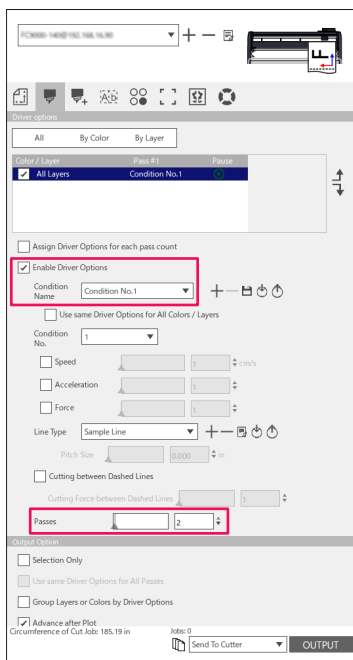 Driver options
All By Color By Layer
Color / Layer Pass #1 Pause
All Layers Condition No.1
Assign Driver Options for each pass count
Enable Driver Options
Condition Name Condition No.1
Use same Driver Options for All Colors / Layers
Condition No. 1
Speed 1 cm/s
Acceleration 1
Force 1
Line Type Sample Line
Pitch Size 0.000 in
Cutting between Dashed Lines
Cutting Force between Dashed Lines 1
Passes 2
Output Option
Selection Only
Use same Driver Options for All Passes
Group Layers or Colors by Driver Options
Advance after Plot
Circumference of Cut Job: 185.19 in Jobs: 0
Send To Cutter OUTPUT